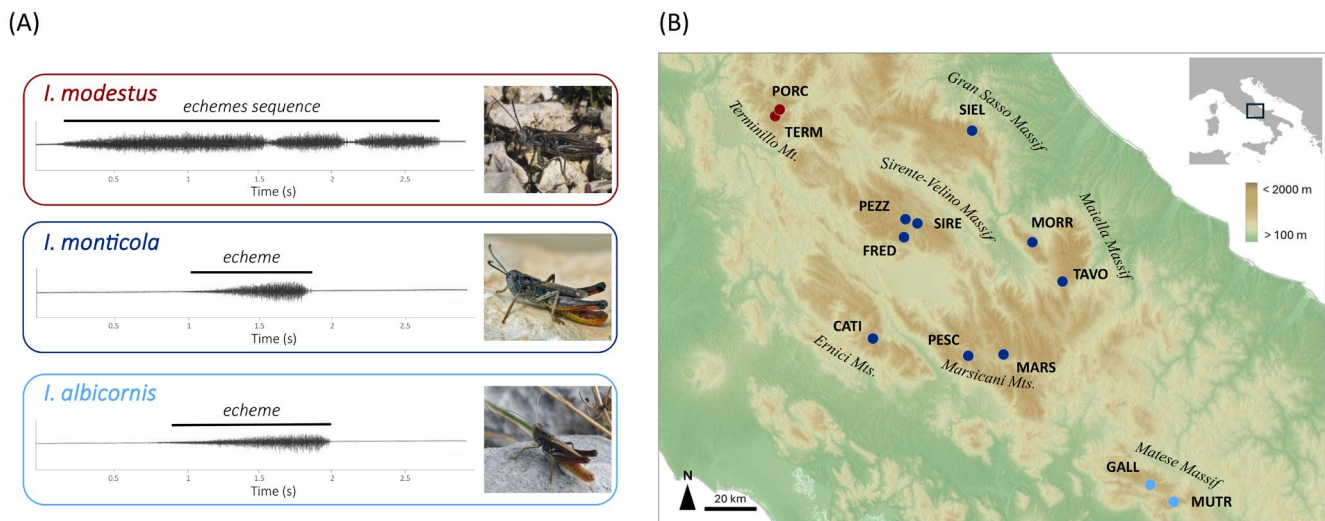 (A)
I. modestus
echemes sequence
0.5 1 1.5 2 2.5
Time (s)
I. monticola
echeme
0.5 1 1.5 2 2.5
Time (s)
I. albicornis
echeme
0.5 1 1.5 2 2.5
Time (s)
(B)
PORC
TERM
Terminillo Mt.
SIEL
Gran Sasso Massif
< 2000 m
> 100 m
PEZZ
SIRE
FRED
Sirente-Velino Massif
MORR
TAVO
Maiella Massif
CATI
Ernici Mts.
PESC
MARS
Marsicani Mts.
GALL
MUTR
Matese Massif
N
20 km